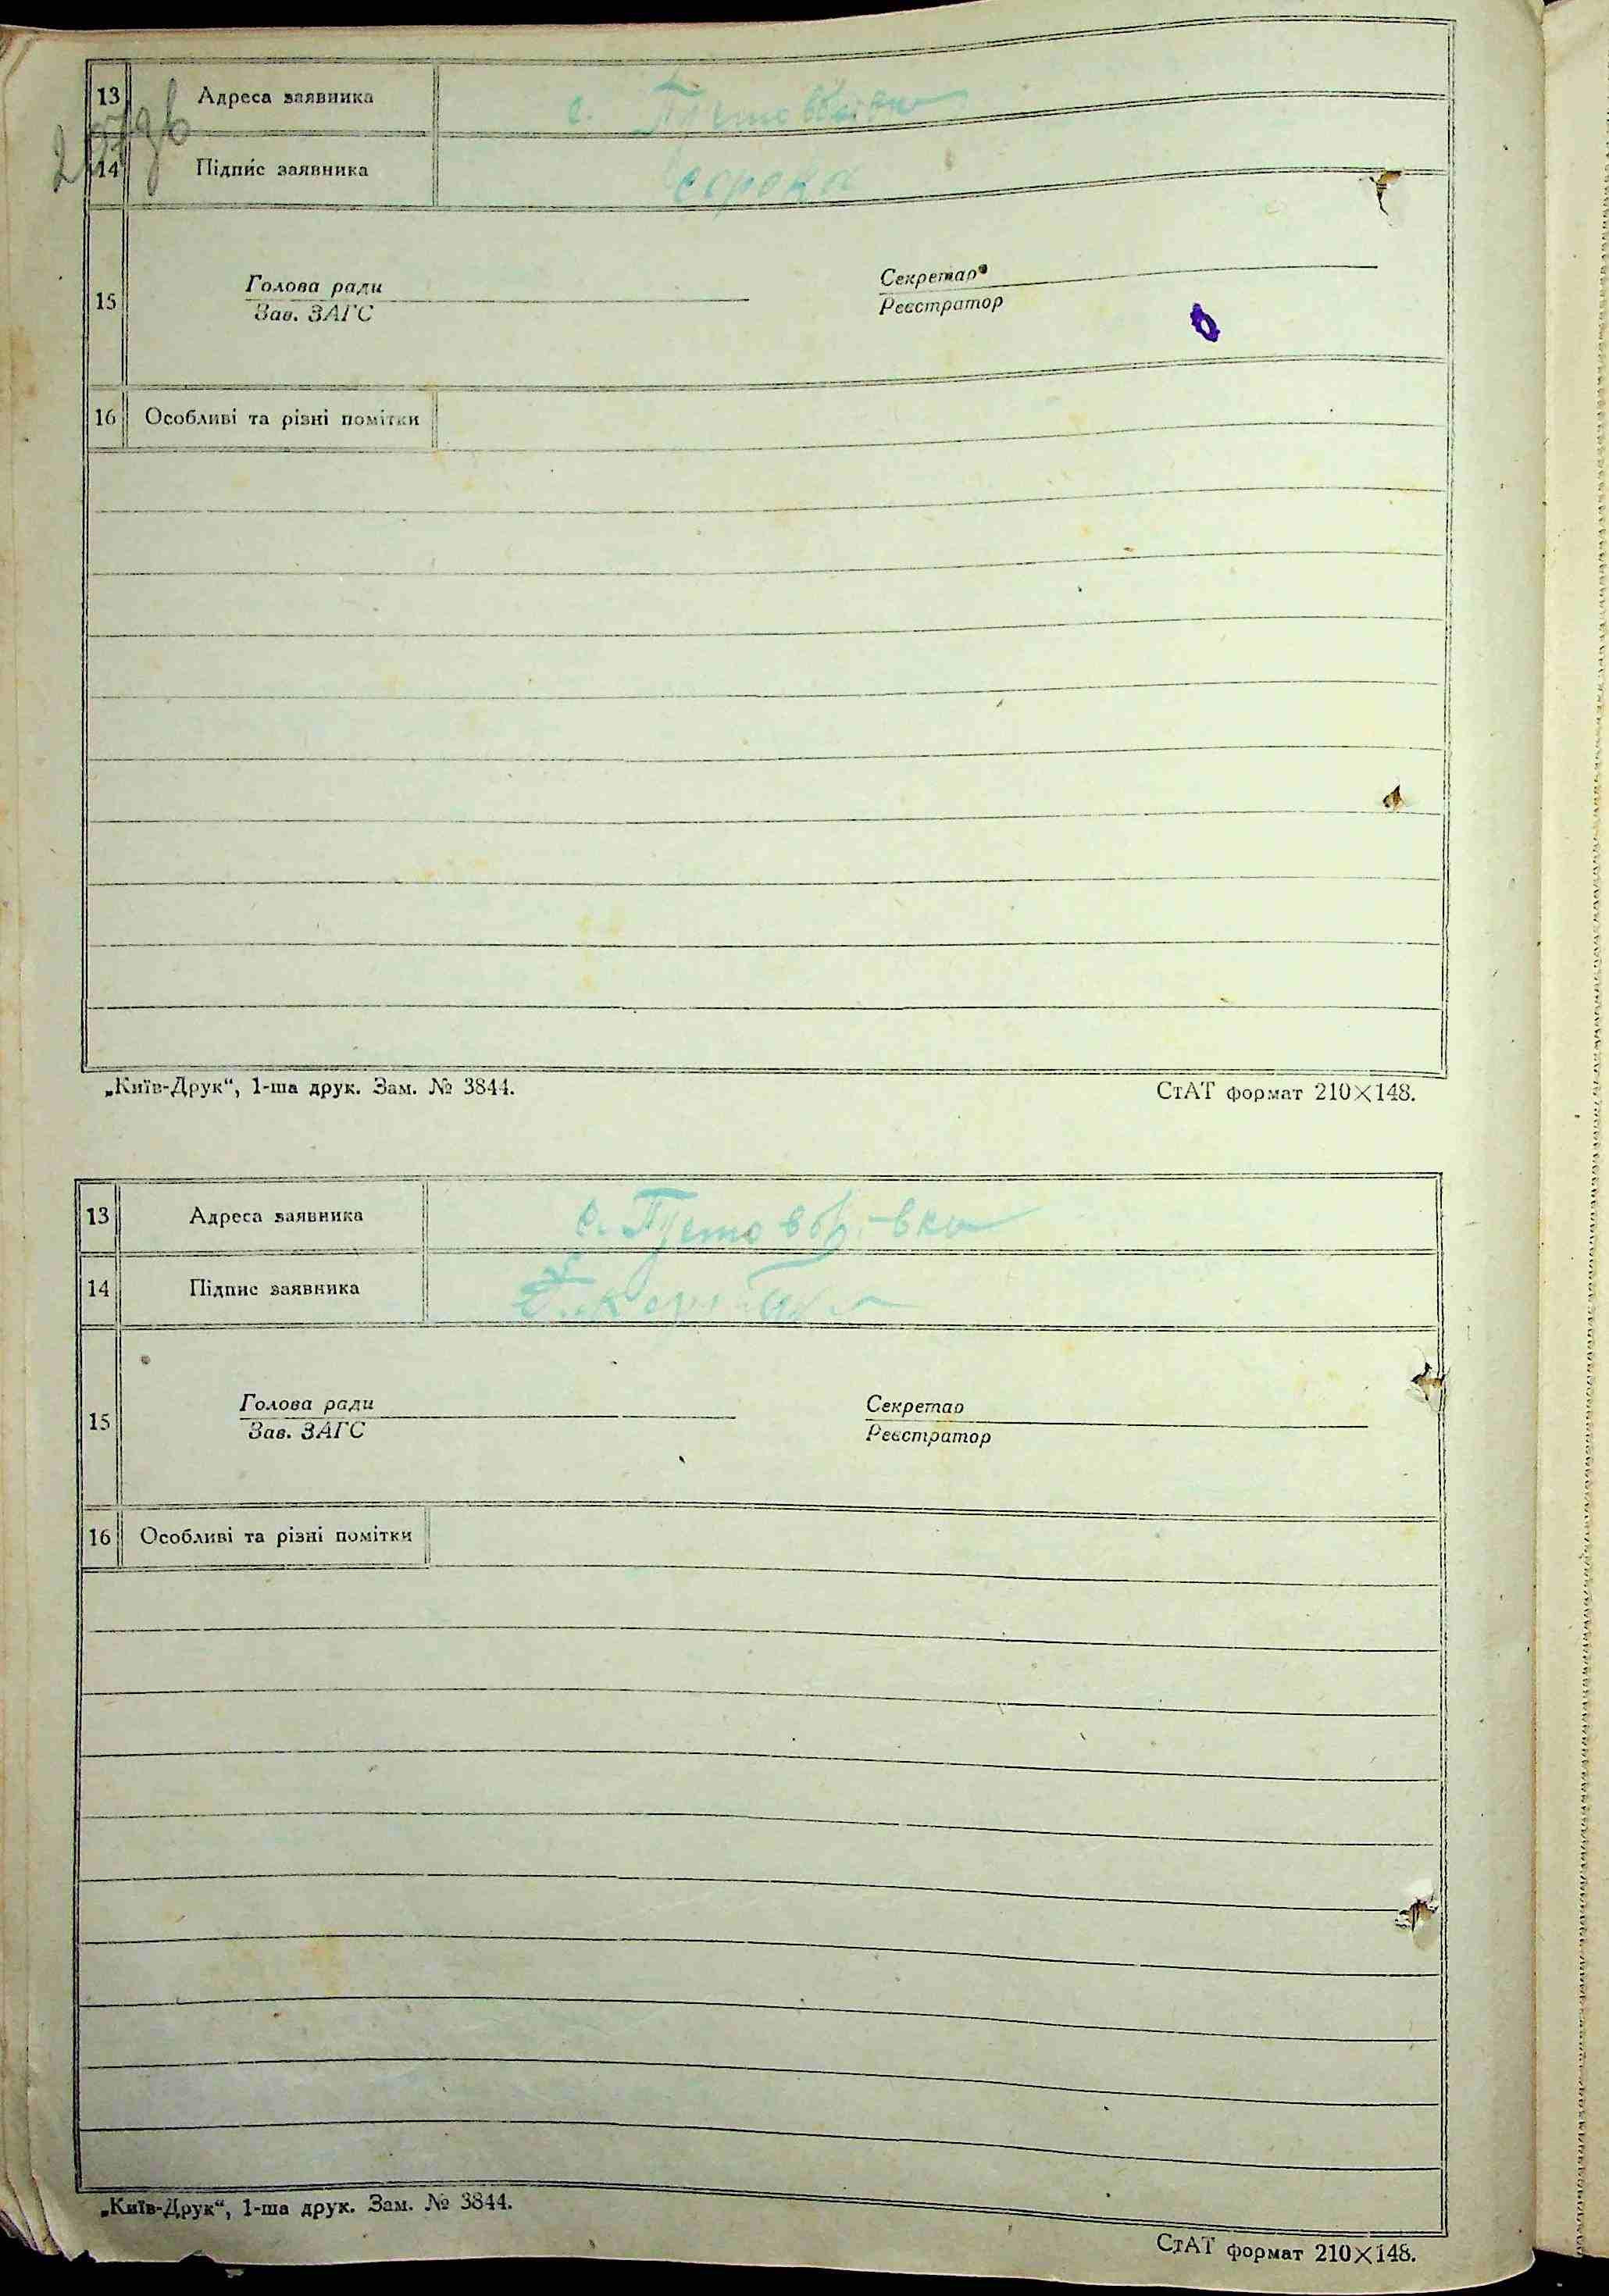 13 Адреса заявника с.
14 Підпис заявника Сорока
15 Голова ради Секретар
Зав. ЗАГС Реєстратор
16 Особливі та різні помітки
„Київ-Друк“, 1-ша друк. Зам. № 3844. СтАТ формат 210×148.
13 Адреса заявника с.
14 Підпис заявника
15 Голова ради Секретар
Зав. ЗАГС Реєстратор
16 Особливі та різні помітки
„Київ-Друк“, 1-ша друк. Зам. № 3844.
СтАТ формат 210×148.